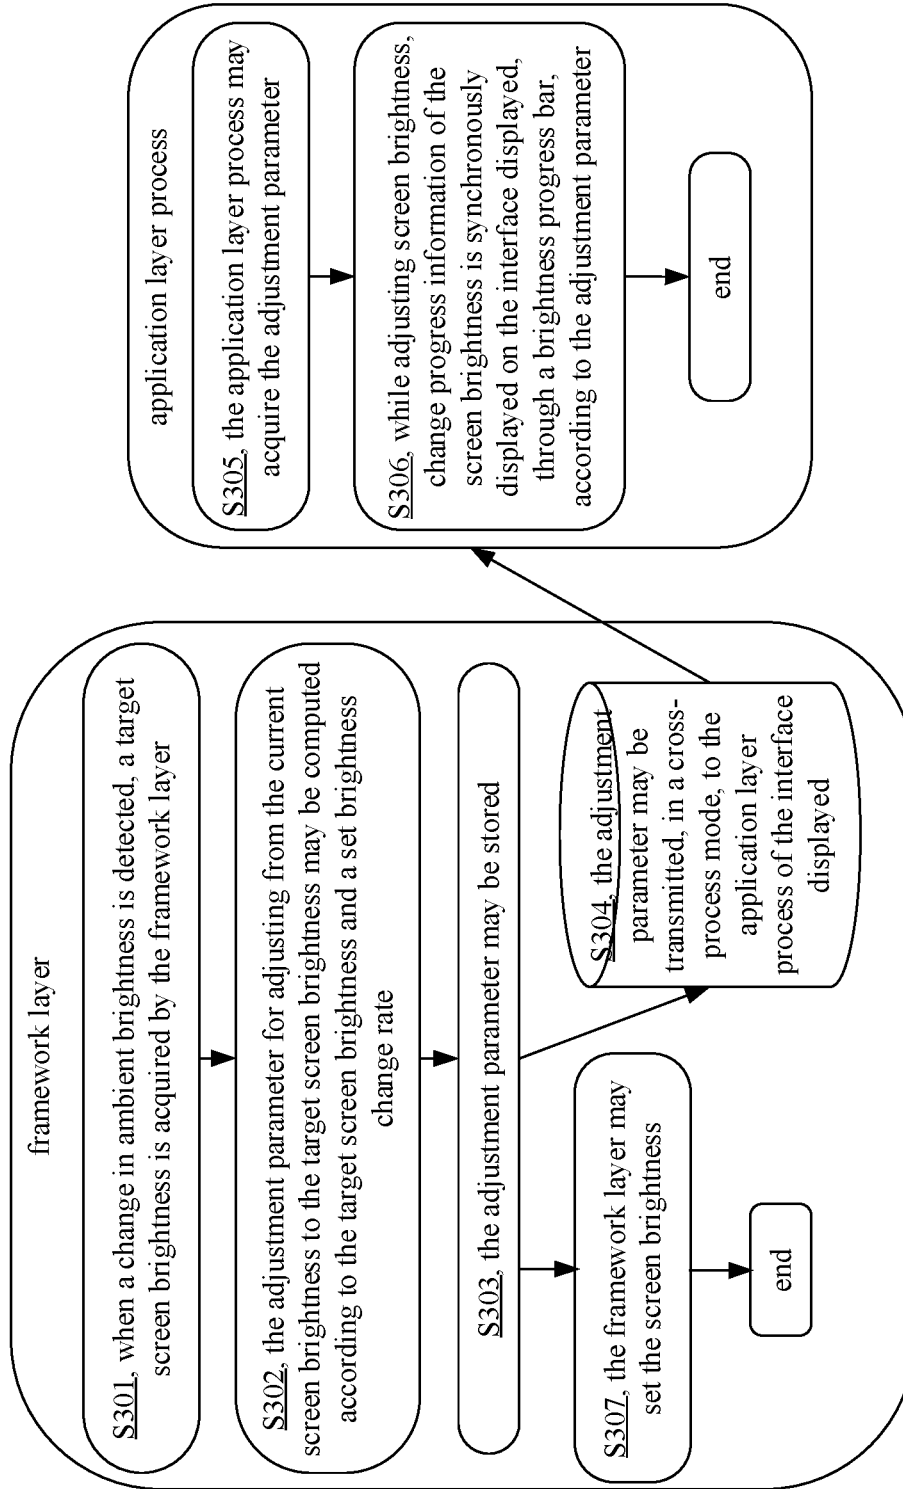 framework layer
S301, when a change in ambient brightness is detected, a target
screen brightness is acquired by the framework layer
S302, the adjustment parameter for adjusting from the current
screen brightness to the target screen brightness may be computed
according to the target screen brightness and a set brightness
change rate
S303, the adjustment parameter may be stored
S307, the framework layer may
set the screen brightness
end
S304, the adjustment
parameter may be
transmitted, in a cross-
process mode, to the
application layer
process of the interface
displayed
application layer process
S305, the application layer process may
acquire the adjustment parameter
S306, while adjusting screen brightness,
change progress information of the
screen brightness is synchronously
displayed on the interface displayed,
through a brightness progress bar,
according to the adjustment parameter
end